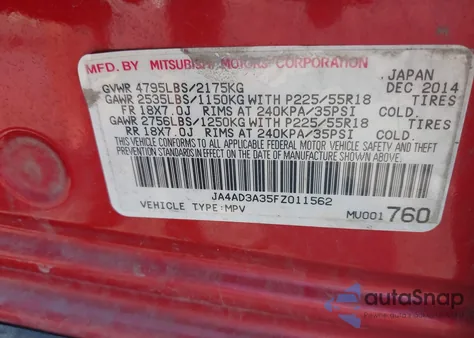 MFD. BY MITSUBISHI MOTORS CORPORATION
JAPAN
GVWR 4795LBS/2175KG DEC 2014
GAWR 2535LBS/1150KG WITH P225/55R18 TIRES
FR 18X7.0J RIMS AT 240KPA/35PSI COLD.
GAWR 2756LBS/1250KG WITH P225/55R18 TIRES
RR 18X7.0J RIMS AT 240KPA/35PSI COLD.
THIS VEHICLE CONFORMS TO ALL APPLICABLE FEDERAL MOTOR VEHICLE SAFETY AND
THEFT PREVENTION STANDARDS IN EFFECT ON THE DATE OF MANUFACTURE SHOWN ABOVE.
JA4AD3A35FZ011562
VEHICLE TYPE:MPV
MU001760
autoSnap